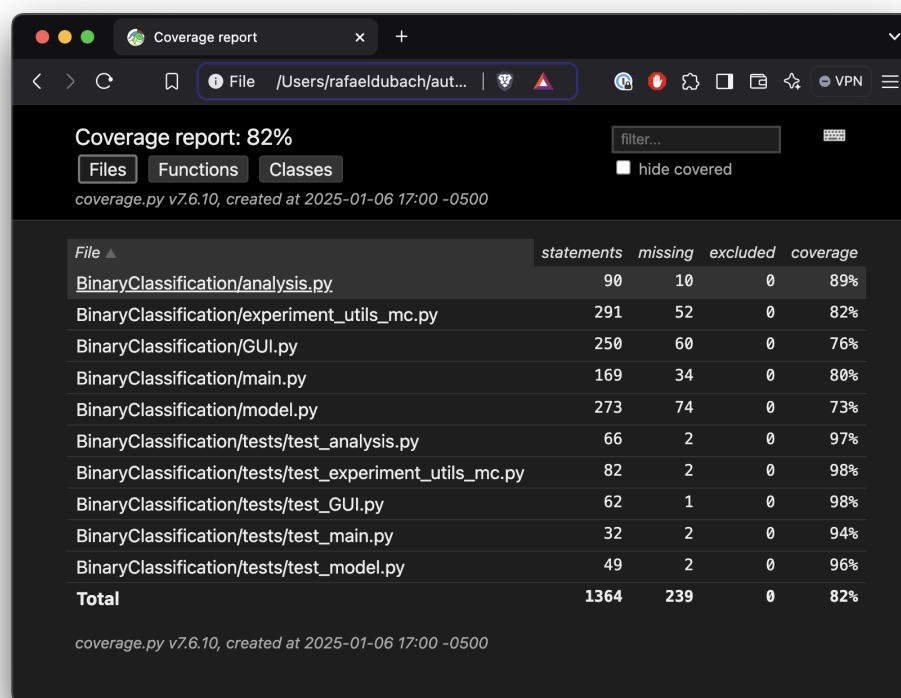 Coverage report
File /Users/rafaeldubach/aut...
VPN
Coverage report: 82%
filter...
Files Functions Classes
hide covered
coverage.py v7.6.10, created at 2025-01-06 17:00 -0500
File statements missing excluded coverage
BinaryClassification/analysis.py 90 10 0 89%
BinaryClassification/experiment_utils_mc.py 291 52 0 82%
BinaryClassification/GUI.py 250 60 0 76%
BinaryClassification/main.py 169 34 0 80%
BinaryClassification/model.py 273 74 0 73%
BinaryClassification/tests/test_analysis.py 66 2 0 97%
BinaryClassification/tests/test_experiment_utils_mc.py 82 2 0 98%
BinaryClassification/tests/test_GUI.py 62 1 0 98%
BinaryClassification/tests/test_main.py 32 2 0 94%
BinaryClassification/tests/test_model.py 49 2 0 96%
Total 1364 239 0 82%
coverage.py v7.6.10, created at 2025-01-06 17:00 -0500